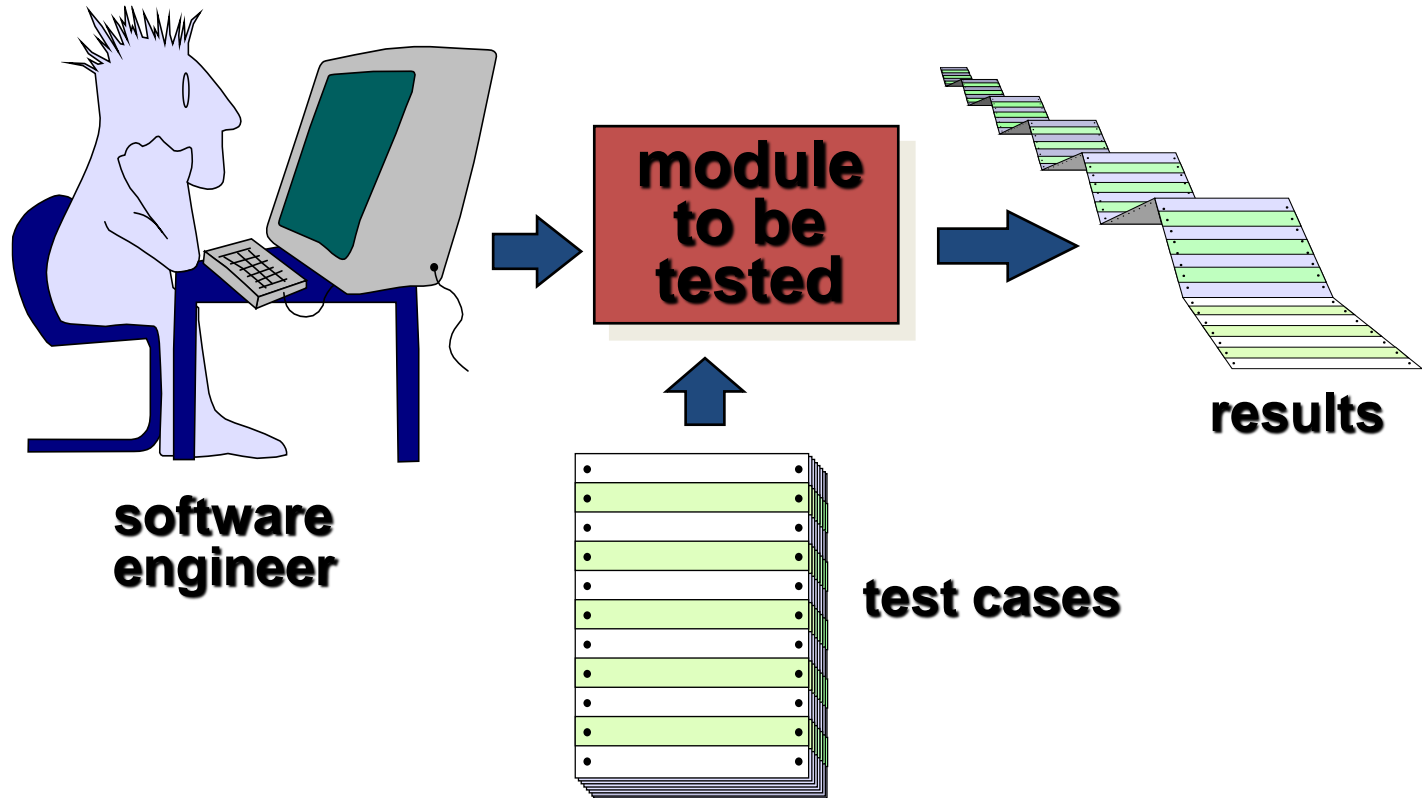 module
to be
tested
results
software
engineer
test cases